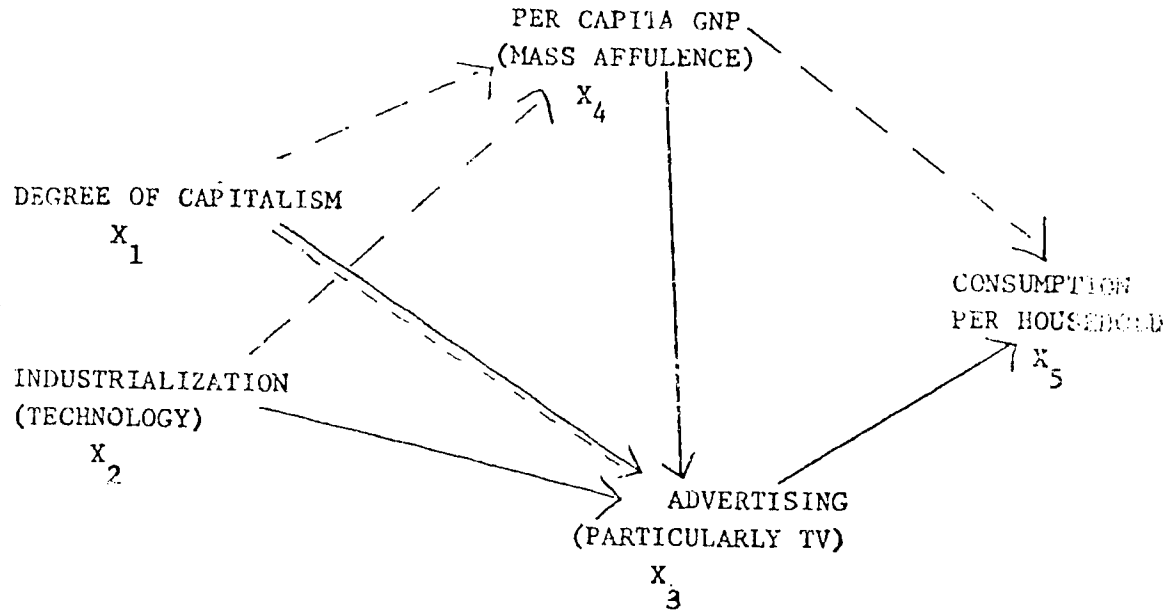 PER CAPITA GNP
(MASS AFFULENCE)
X4
DEGREE OF CAPITALISM
X1
CONSUMPTION
PER HOUSEHOLD
X5
INDUSTRIALIZATION
(TECHNOLOGY)
X2
ADVERTISING
(PARTICULARLY TV)
X3